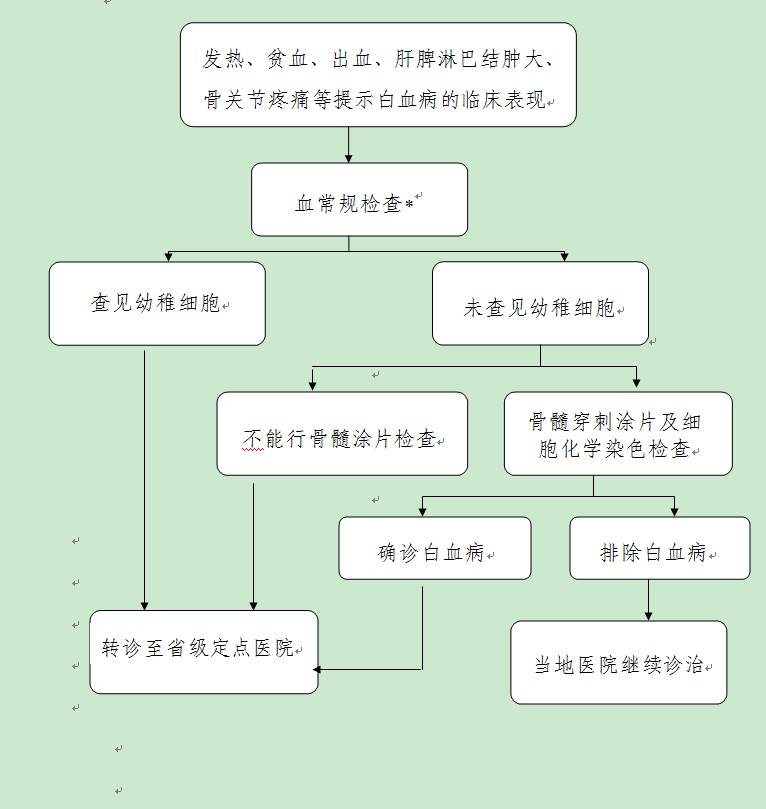 发热、贫血、出血、肝脾淋巴结肿大、
骨关节疼痛等提示白血病的临床表现
血常规检查*
查见幼稚细胞
未查见幼稚细胞
不能行骨髓涂片检查
骨髓穿刺涂片及细
胞化学染色检查
确诊白血病
排除白血病
转诊至省级定点医院
当地医院继续诊治